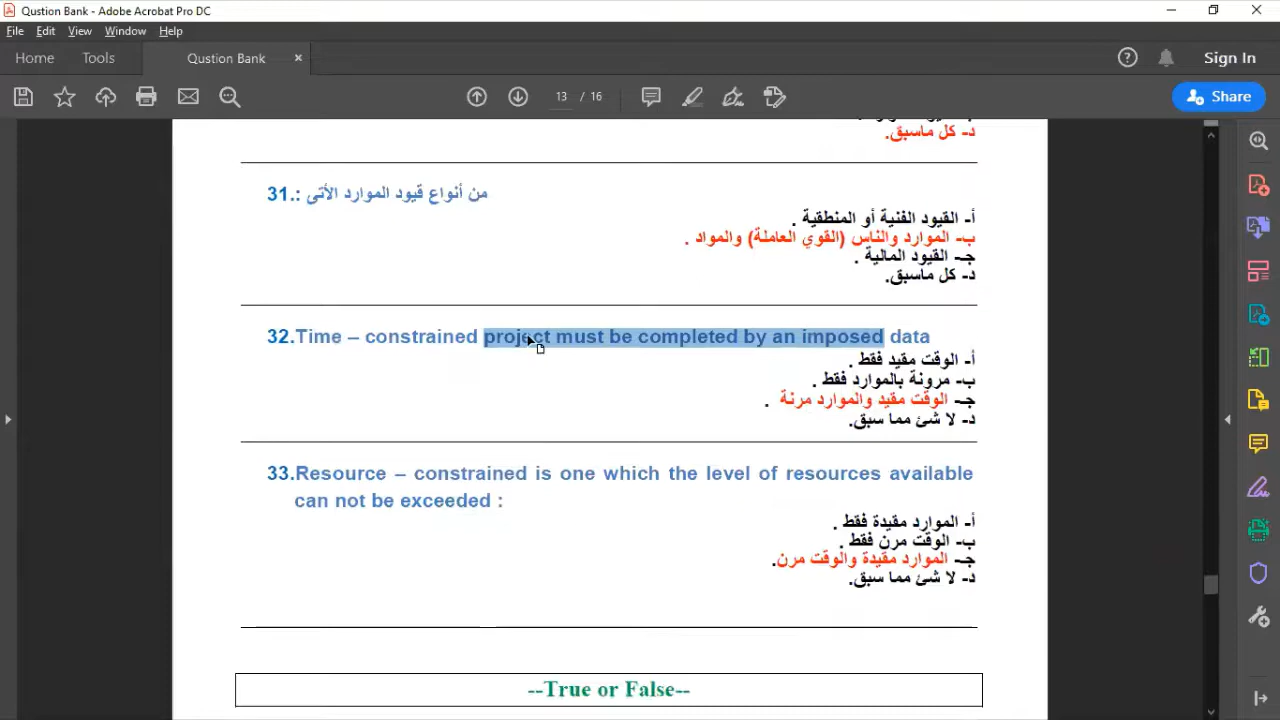 Qustion Bank - Adobe Acrobat Pro DC
File Edit View Window Help
Home Tools Qustion Bank × Sign In
13 / 16 Share
د- كل ماسبق.
31.من أنواع قيود الموارد الأتى :
أ- القيود الفنية أو المنطقية .
ب- الموارد والناس (القوي العاملة) والمواد .
جـ- القيود المالية .
د- كل ماسبق.
32.Time – constrained project must be completed by an imposed data
أ- الوقت مقيد فقط .
ب- مرونة بالموارد فقط .
جـ- الوقت مقيد والموارد مرنة .
د- لا شئ مما سبق.
33.Resource – constrained is one which the level of resources available
can not be exceeded :
أ- الموارد مقيدة فقط .
ب- الوقت مرن فقط .
جـ- الموارد مقيدة والوقت مرن.
د- لا شئ مما سبق.
--True or False--